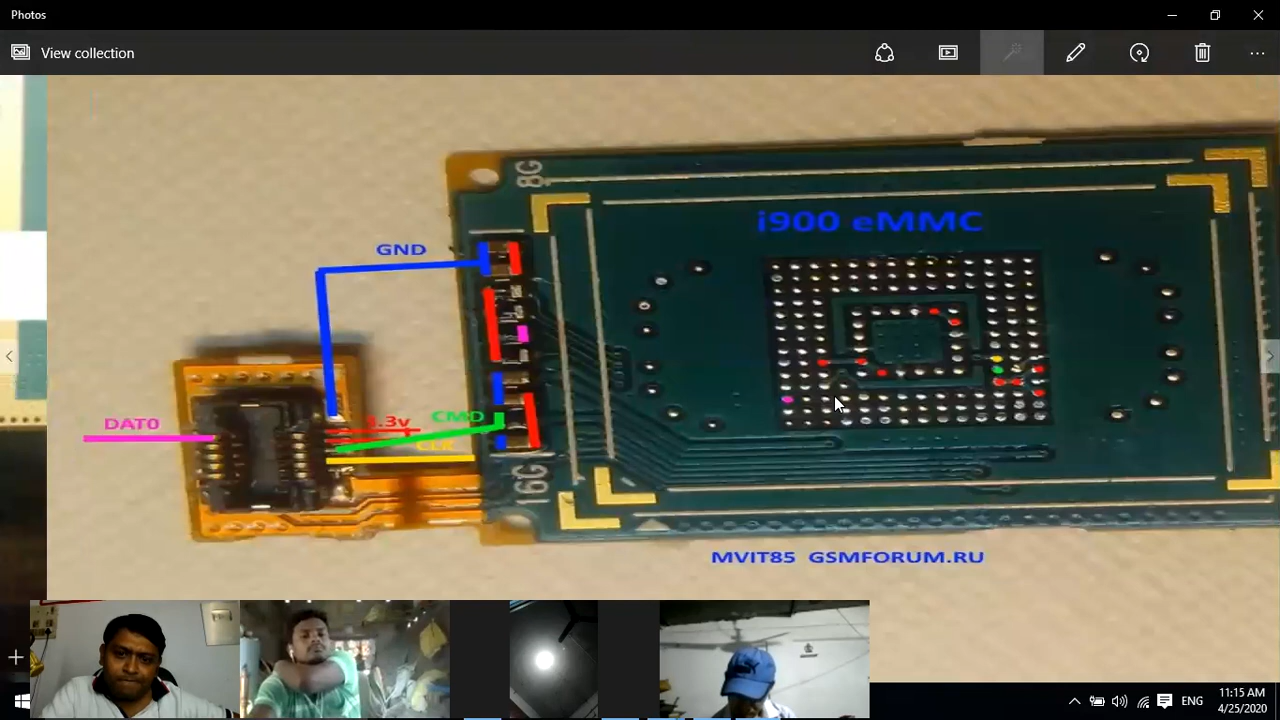 Photos
View collection
8G
i900 eMMC
GND
DAT0
3.3v
CMD
CLK
16G
MVIT85 GSMFORUM.RU
ENG
11:15 AM
4/25/2020